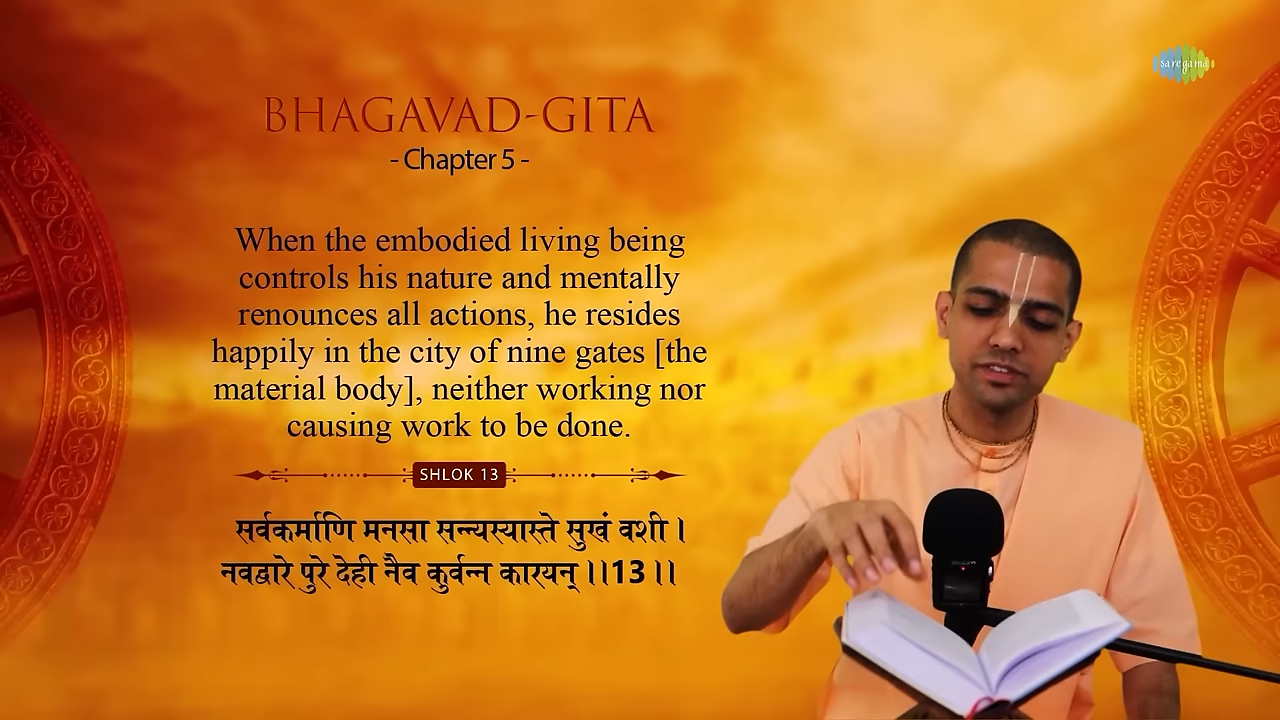 saregama
BHAGAVAD-GITA
- Chapter 5 -
When the embodied living being
controls his nature and mentally
renounces all actions, he resides
happily in the city of nine gates [the
material body], neither working nor
causing work to be done.
SHLOK 13
सर्वकर्माणि मनसा सन्न्यस्यास्ते सुखं वशी ।
नवद्वारे पुरे देही नैव कुर्वन्न कारयन् ।।13 ।।